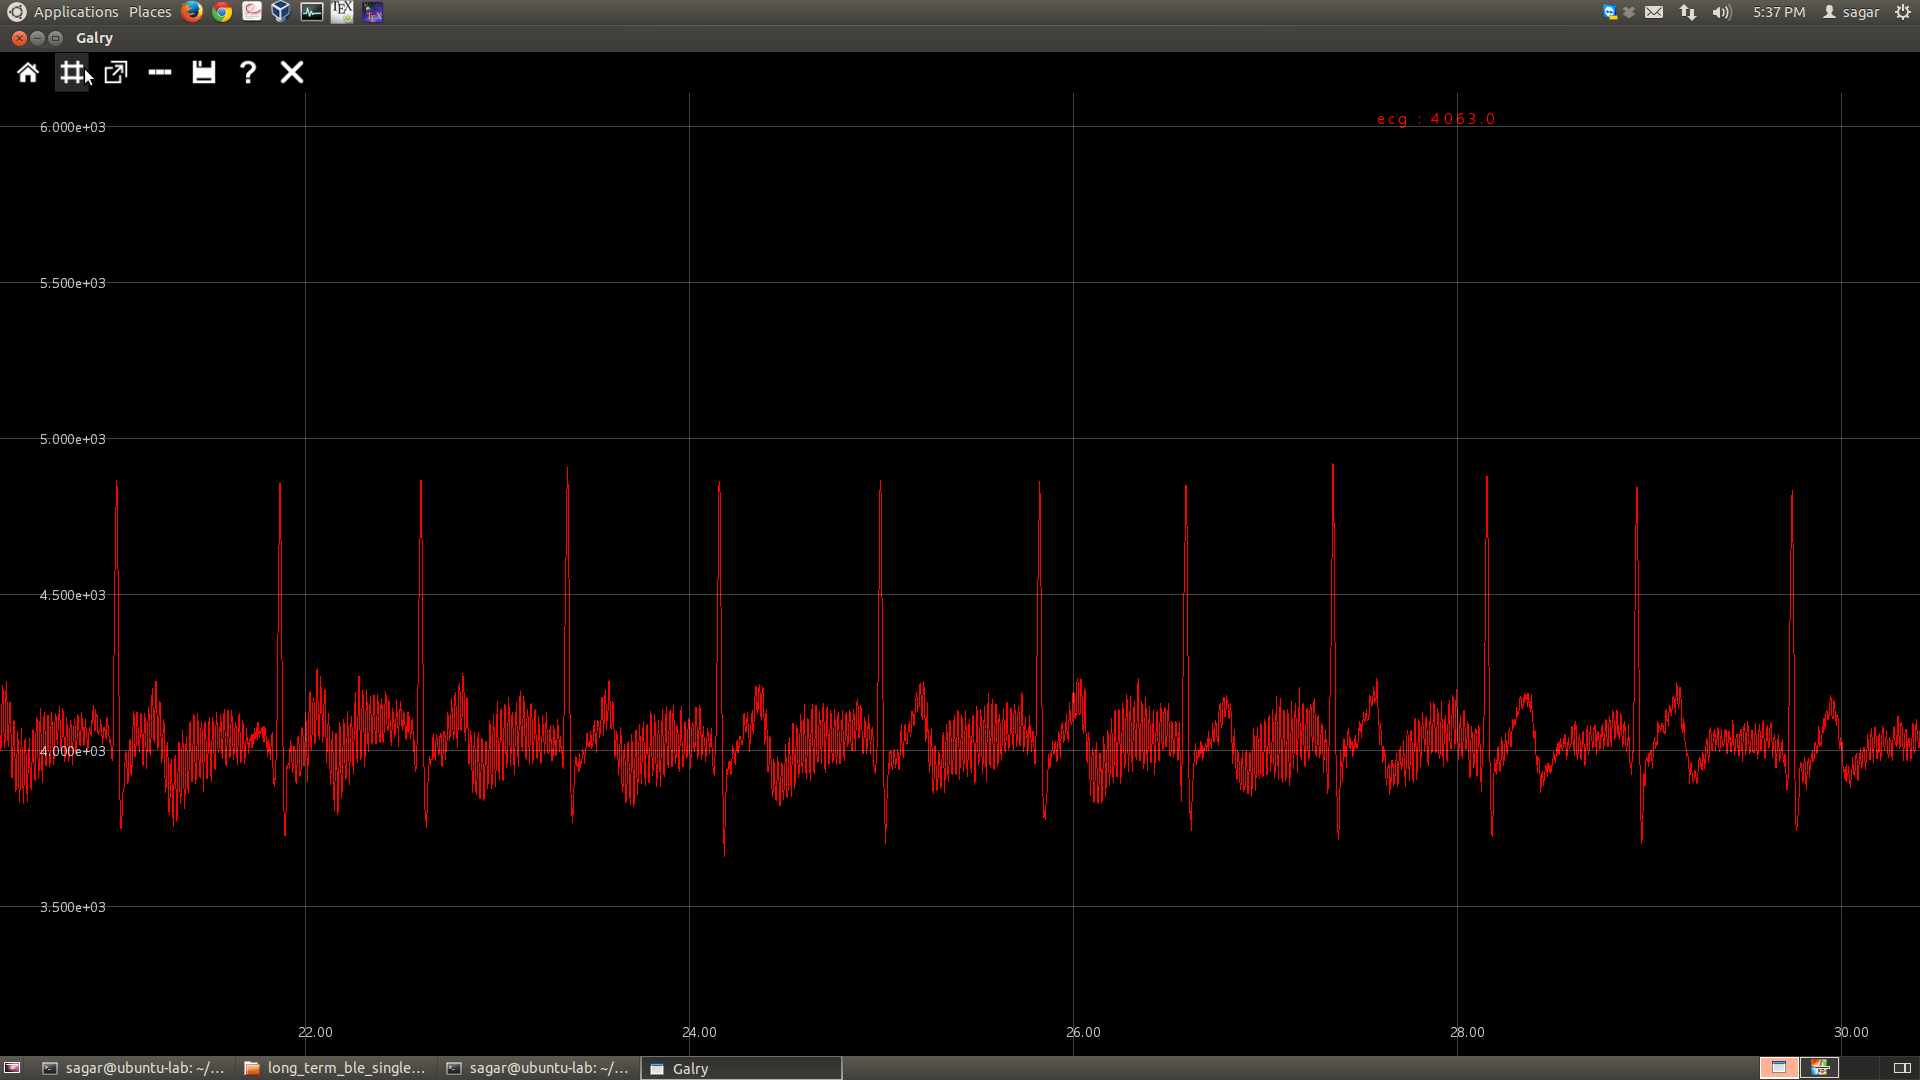 Applications Places 5:37 PM sagar
Galry
6.000e+03
ecg : 4063.0
5.500e+03
5.000e+03
4.500e+03
4.000e+03
3.500e+03
22.00 24.00 26.00 28.00 30.00
sagar@ubuntu-lab: ~/... long_term_ble_single... sagar@ubuntu-lab: ~/... Galry